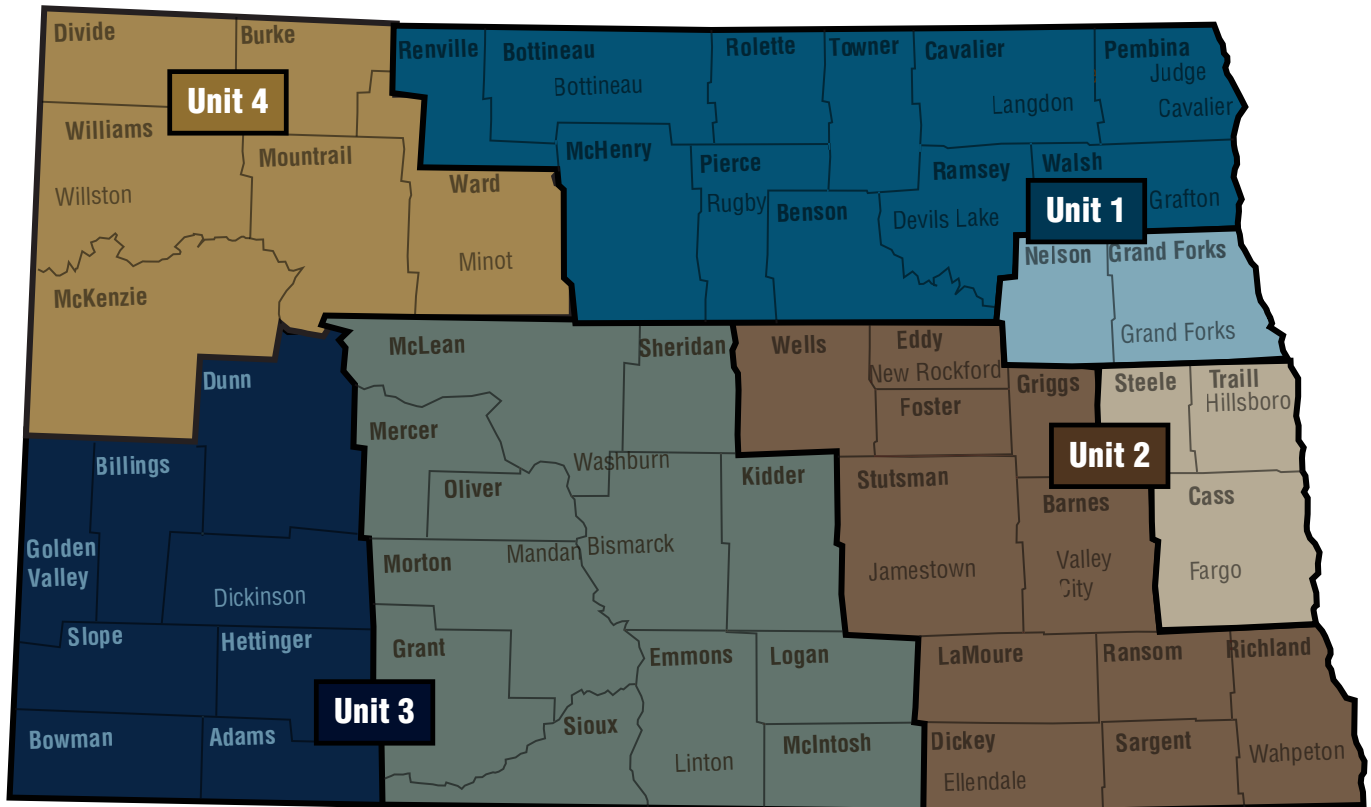 Divide
Burke
Renville
Bottineau
Rolette
Towner
Cavalier
Pembina
Judge
Bottineau
Langdon
Cavalier
Unit 4
Williams
Mountrail
McHenry
Pierce
Ramsey
Walsh
Ward
Willston
Rugby
Benson
Devils Lake
Unit 1
Grafton
Minot
Nelson
Grand Forks
McKenzie
Grand Forks
McLean
Sheridan
Wells
Eddy
New Rockford
Dunn
Griggs
Steele
Traill
Hillsboro
Foster
Mercer
Billings
Washburn
Unit 2
Oliver
Kidder
Stutsman
Cass
Barnes
Golden
Valley
Morton
Mandan
Bismarck
Jamestown
Valley
City
Fargo
Dickinson
Slope
Hettinger
Grant
Emmons
Logan
LaMoure
Ransom
Richland
Unit 3
Sioux
Bowman
Adams
Linton
McIntosh
Dickey
Sargent
Wahpeton
Ellendale